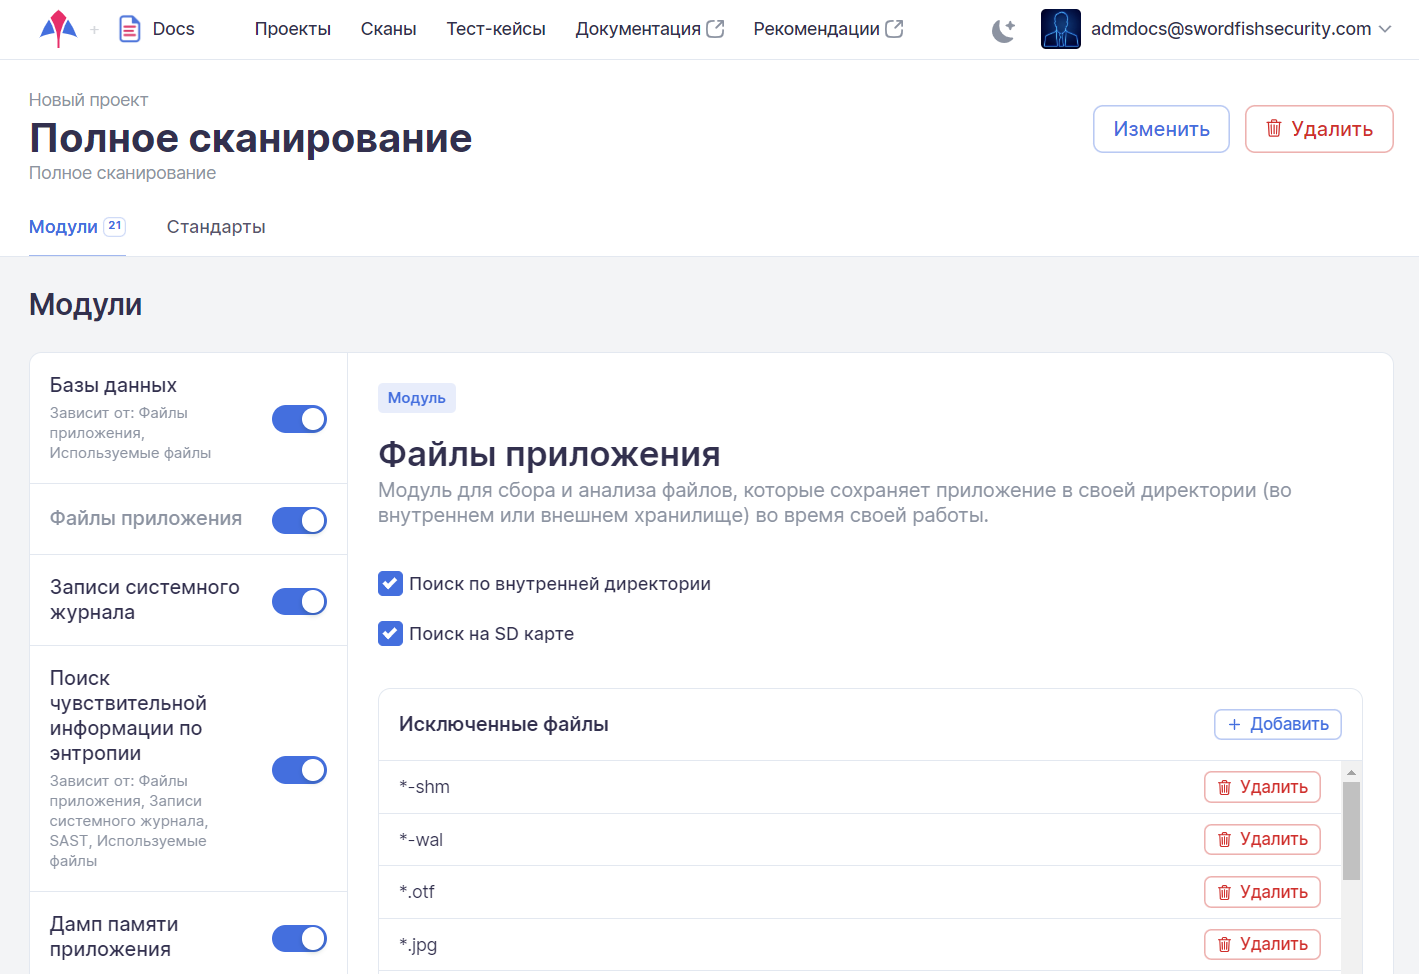 Docs
Проекты
Сканы
Тест-кейсы
Документация
Рекомендации
admdocs@swordfishsecurity.com
Новый проект
Полное сканирование
Полное сканирование
Изменить
Удалить
Модули 21
Стандарты
Модули
Базы данных
Зависит от: Файлы
приложения,
Используемые файлы
Файлы приложения
Записи системного
журнала
Поиск
чувствительной
информации по
энтропии
Зависит от: Файлы
приложения, Записи
системного журнала,
SAST, Используемые
файлы
Дамп памяти
приложения
Модуль
Файлы приложения
Модуль для сбора и анализа файлов, которые сохраняет приложение в своей директории (во
внутреннем или внешнем хранилище) во время своей работы.
Поиск по внутренней директории
Поиск на SD карте
Исключенные файлы
+ Добавить
*-shm
Удалить
*-wal
Удалить
*.otf
Удалить
*.jpg
Удалить